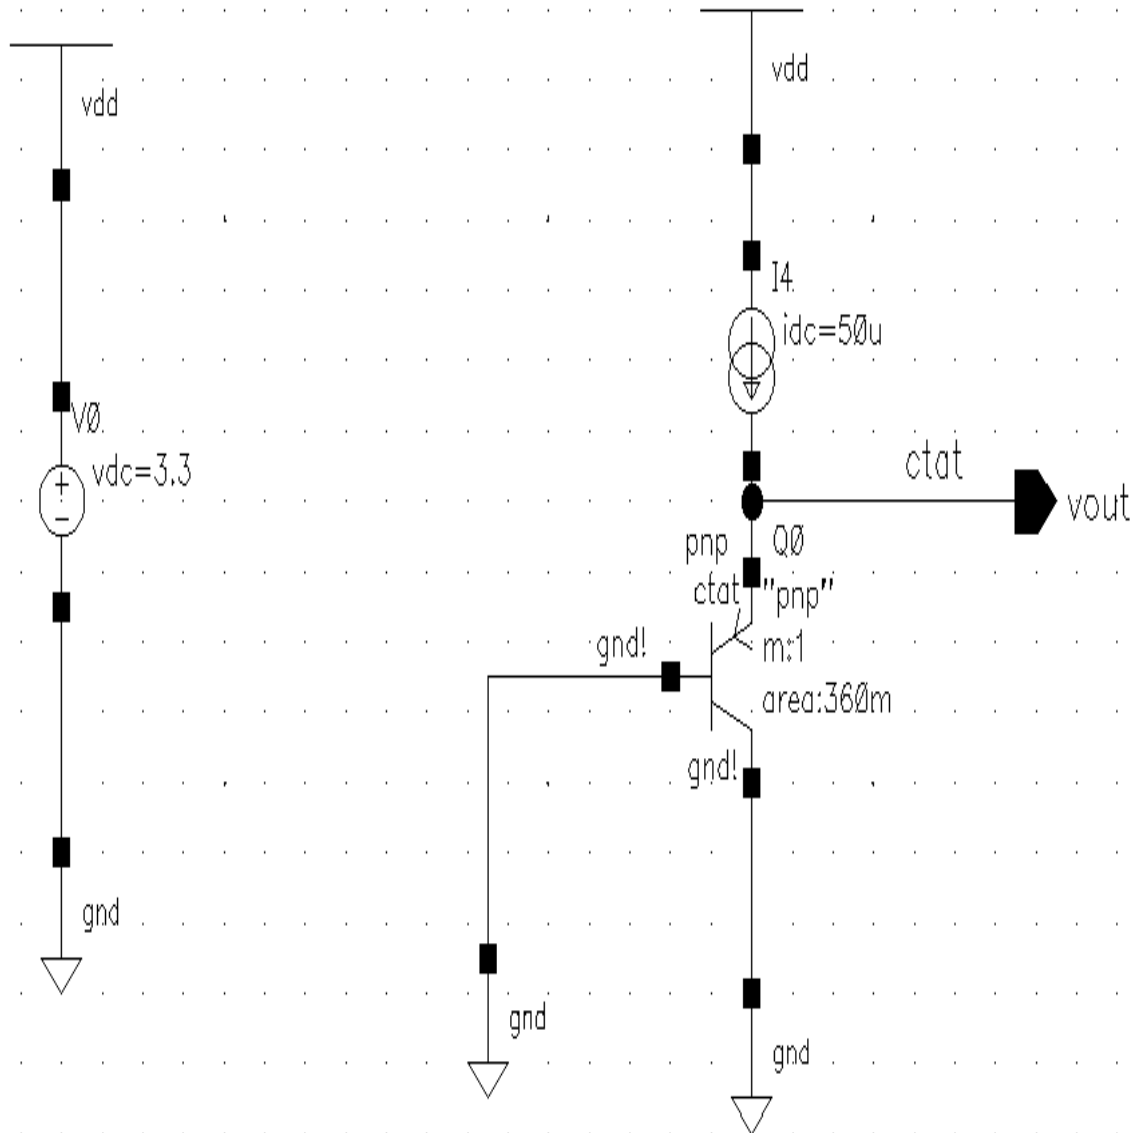 vdd
vdd
I4
idc=50u
V0
vdc=3.3
ctat
vout
pnp
Q0
ctat
"pnp"
gnd!
m:1
area:360m
gnd!
gnd
gnd
gnd